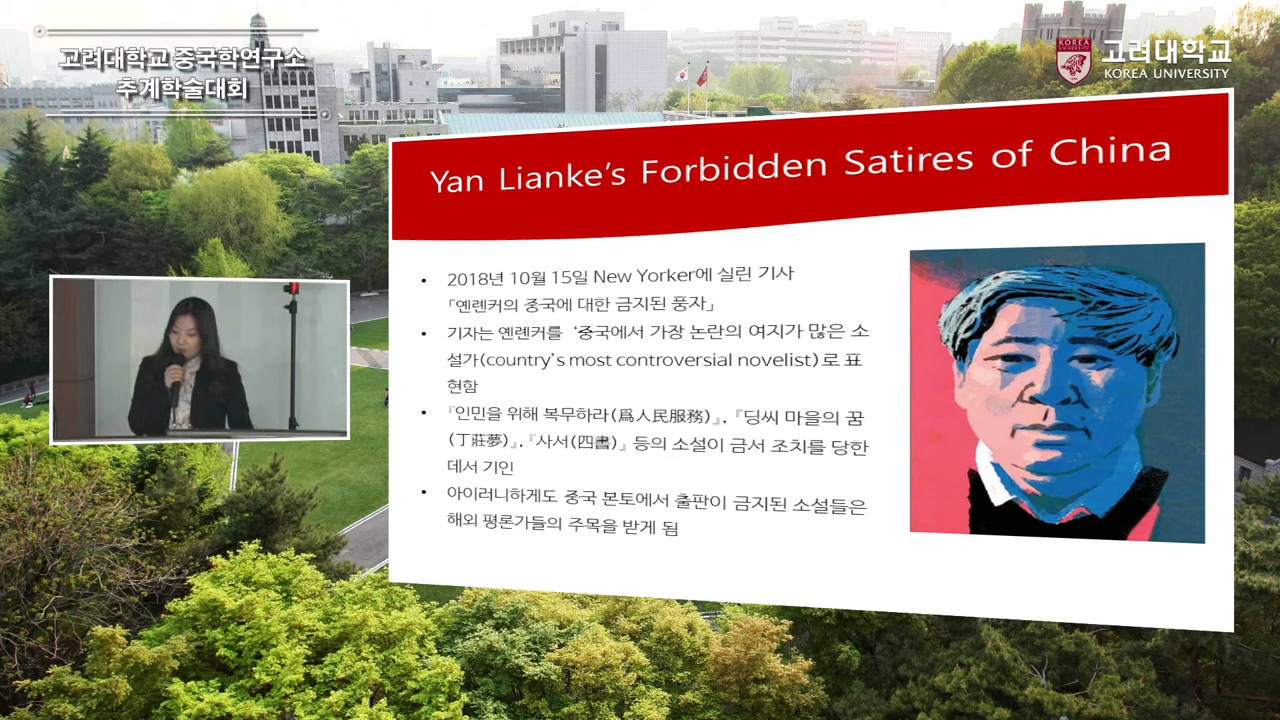 고려대학교 중국학연구소
추계학술대회
고려대학교
KOREA UNIVERSITY
KOREA
UNIVERSITY
Yan Lianke’s Forbidden Satires of China
• 2018년 10월 15일 New Yorker에 실린 기사
「옌롄커의 중국에 대한 금지된 풍자」
• 기자는 옌롄커를 ‘중국에서 가장 논란의 여지가 많은 소
설가(country’s most controversial novelist)로 표
현함
• 『인민을 위해 복무하라(爲人民服務)』, 『딩씨 마을의 꿈
(丁莊夢)』, 『사서(四書)』 등의 소설이 금서 조치를 당한
데서 기인
• 아이러니하게도 중국 본토에서 출판이 금지된 소설들은
해외 평론가들의 주목을 받게 됨